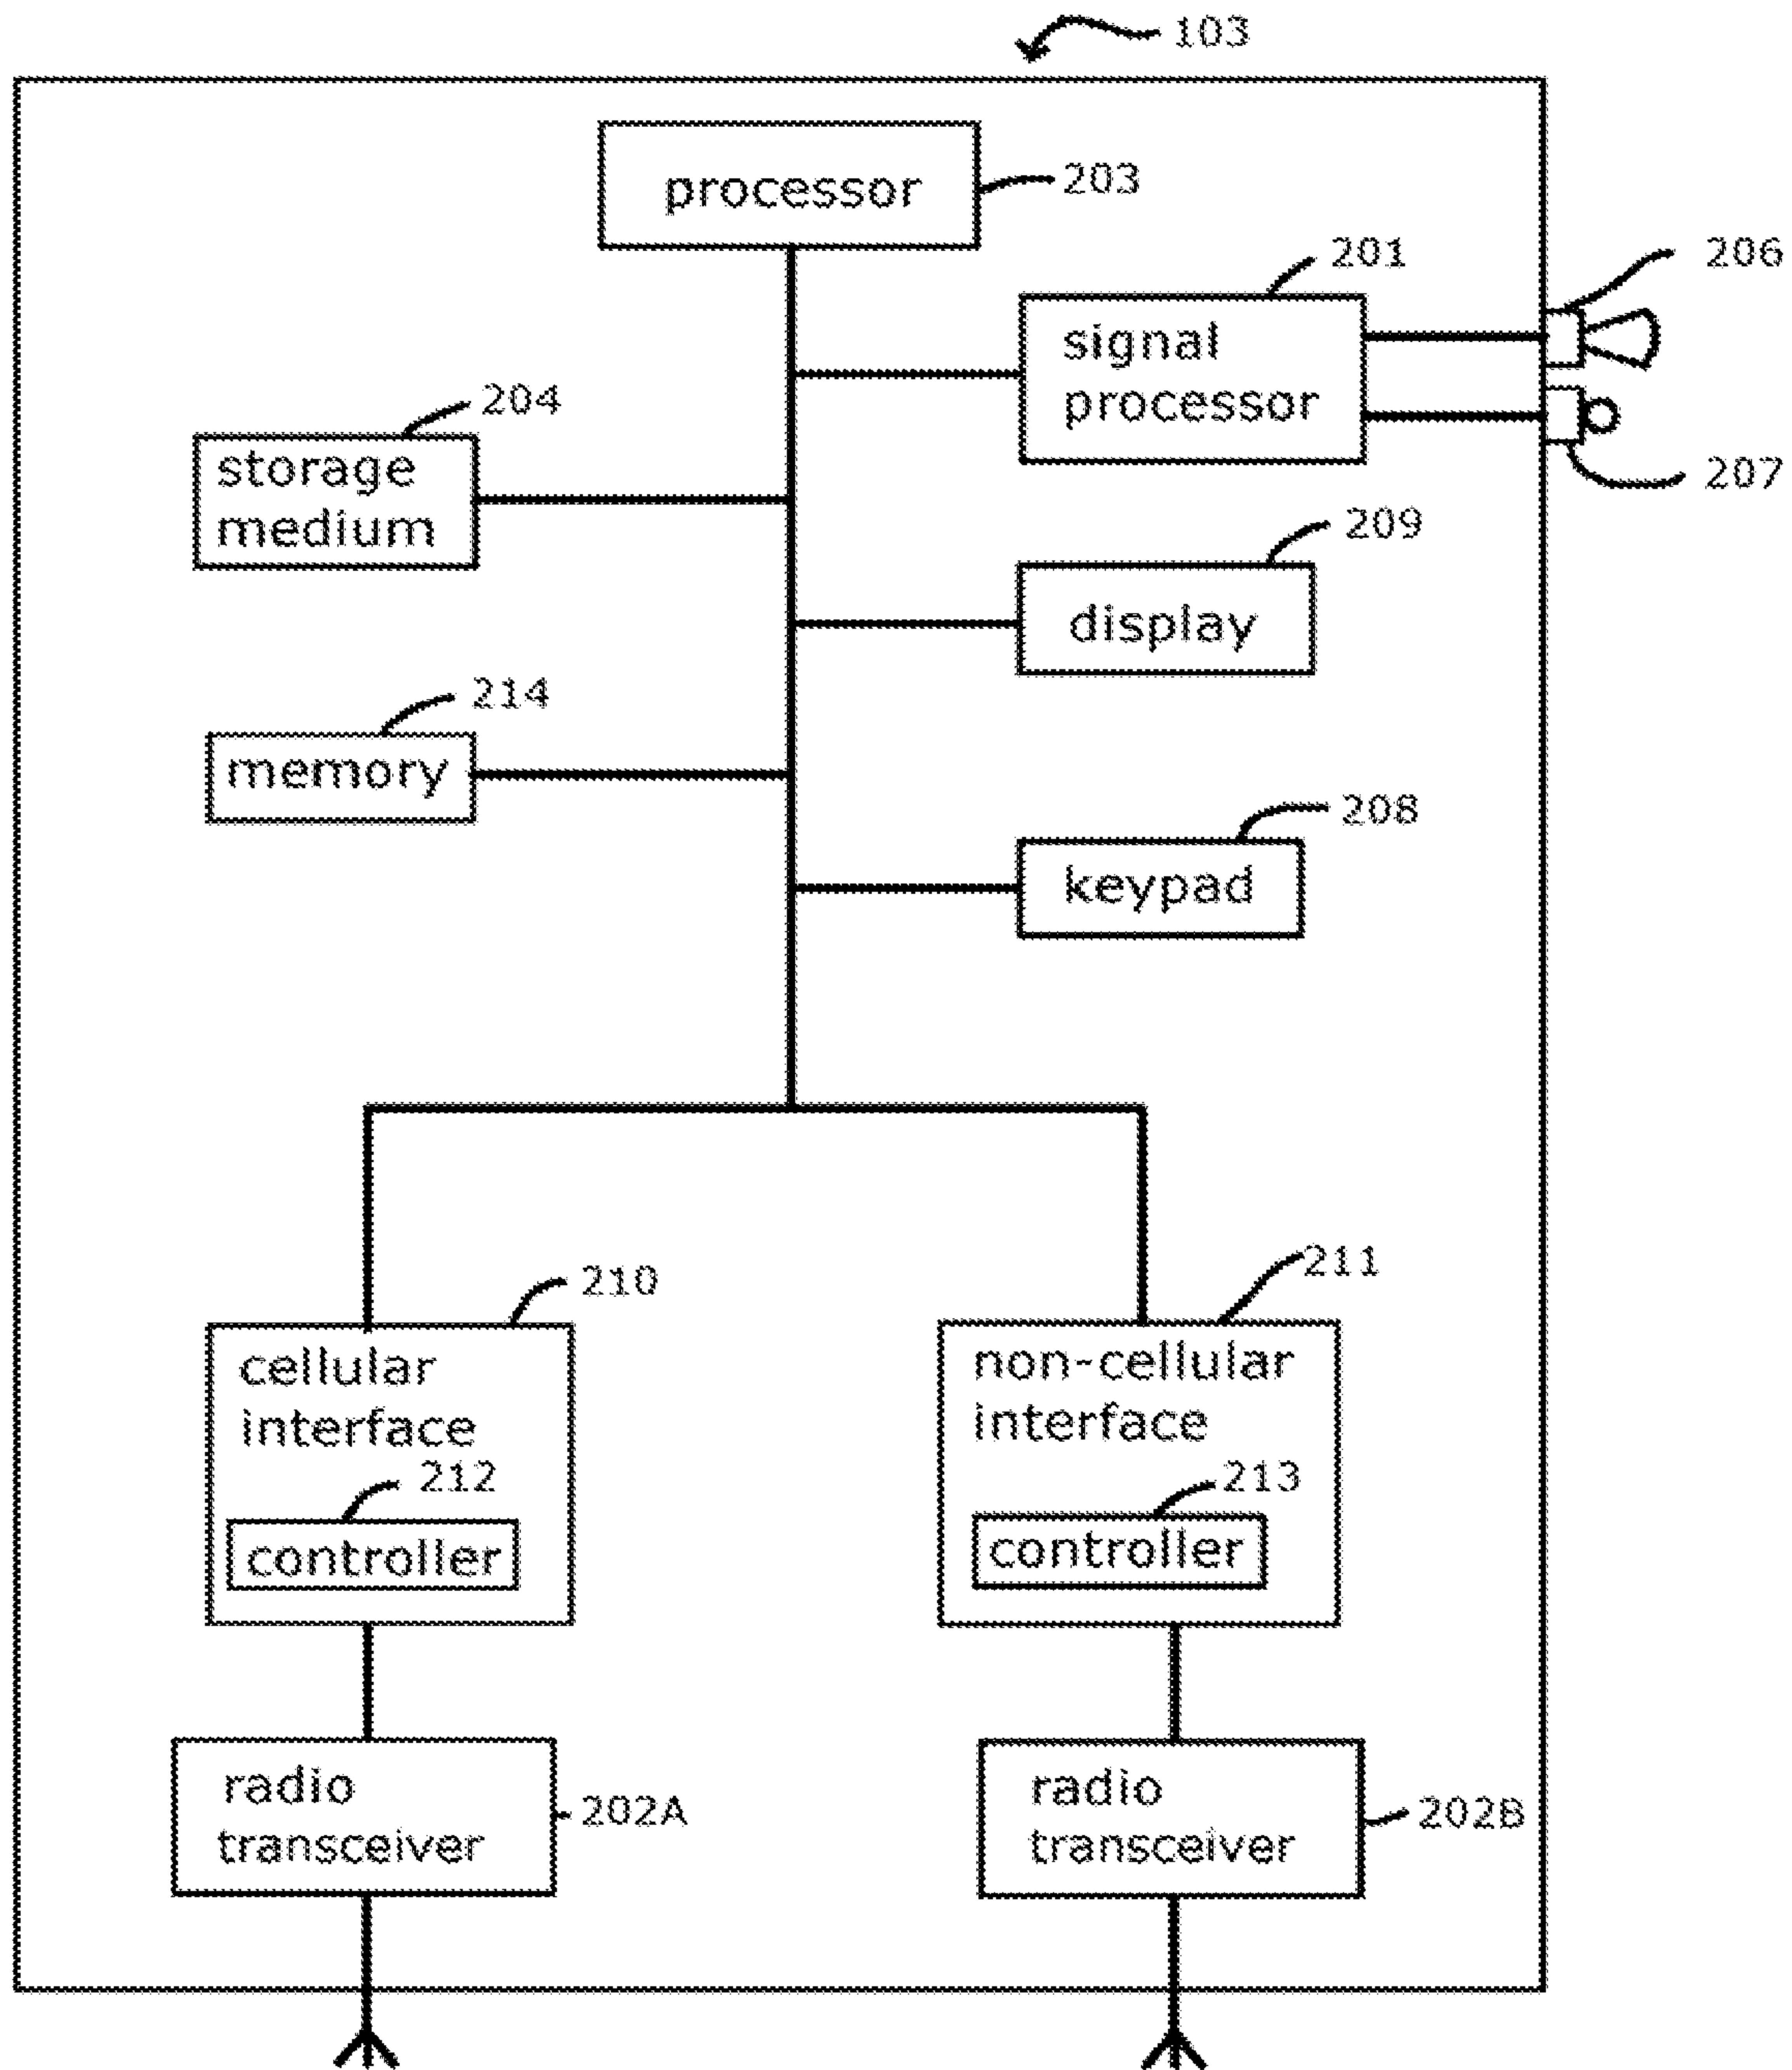 103
processor
203
201
206
signal
processor
204
storage
medium
207
209
display
214
memory
208
keypad
210
211
cellular
interface
non-cellular
interface
212
213
controller
controller
radio
transceiver
202A
radio
transceiver
202B